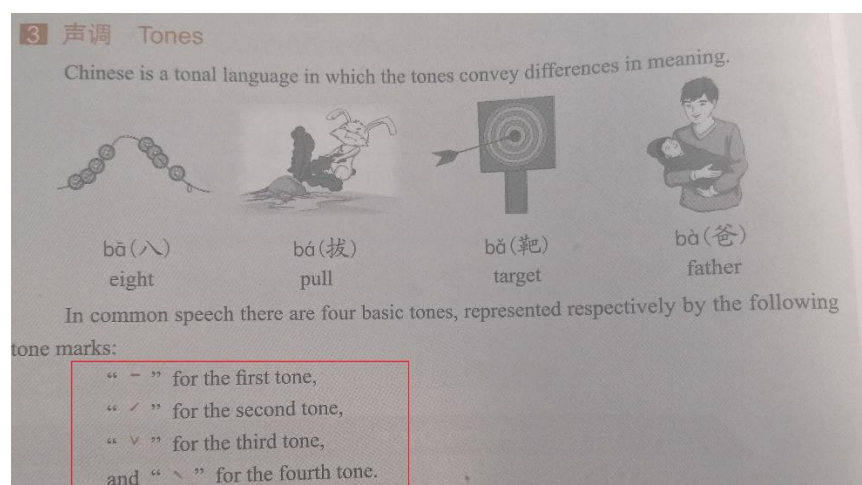 3 声调 Tones
Chinese is a tonal language in which the tones convey differences in meaning.
bā(八) bá(拔) bǎ(靶) bà(爸)
eight pull target father
In common speech there are four basic tones, represented respectively by the following
tone marks:
“ ˉ ” for the first tone,
“ ˊ ” for the second tone,
“ ˇ ” for the third tone,
and “ ˋ ” for the fourth tone.